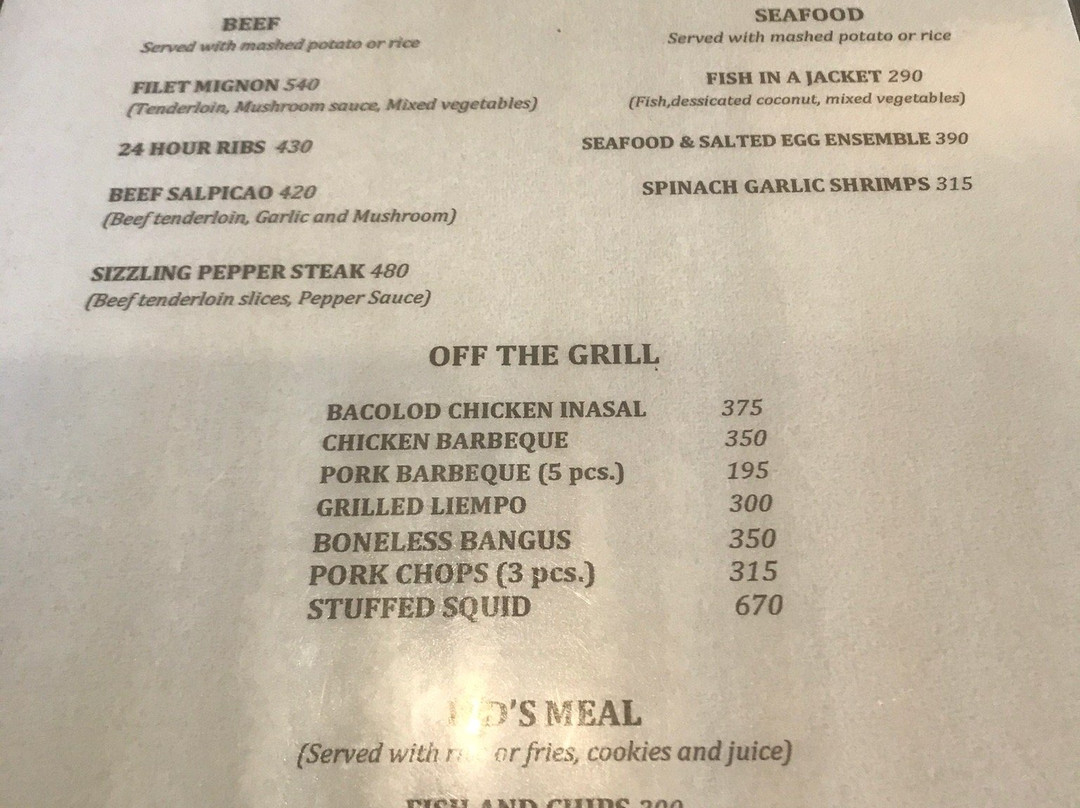 BEEF
Served with mashed potato or rice
FILET MIGNON 540
(Tenderloin, Mushroom sauce, Mixed vegetables)
24 HOUR RIBS 430
BEEF SALPICAO 420
(Beef tenderloin, Garlic and Mushroom)
SIZZLING PEPPER STEAK 480
(Beef tenderloin slices, Pepper Sauce)
SEAFOOD
Served with mashed potato or rice
FISH IN A JACKET 290
(Fish,dessicated coconut, mixed vegetables)
SEAFOOD & SALTED EGG ENSEMBLE 390
SPINACH GARLIC SHRIMPS 315
OFF THE GRILL
BACOLOD CHICKEN INASAL 375
CHICKEN BARBEQUE 350
PORK BARBEQUE (5 pcs.) 195
GRILLED LIEMPO 300
BONELESS BANGUS 350
PORK CHOPS (3 pcs.) 315
STUFFED SQUID 670
MEAL
(Served with or fries, cookies and juice)
FISH AND CHIPS 200